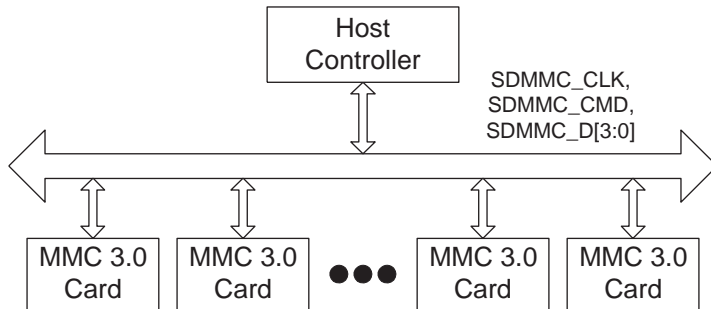 Host
Controller
SDMMC_CLK,
SDMMC_CMD,
SDMMC_D[3:0]
MMC 3.0
Card
MMC 3.0
Card
MMC 3.0
Card
MMC 3.0
Card